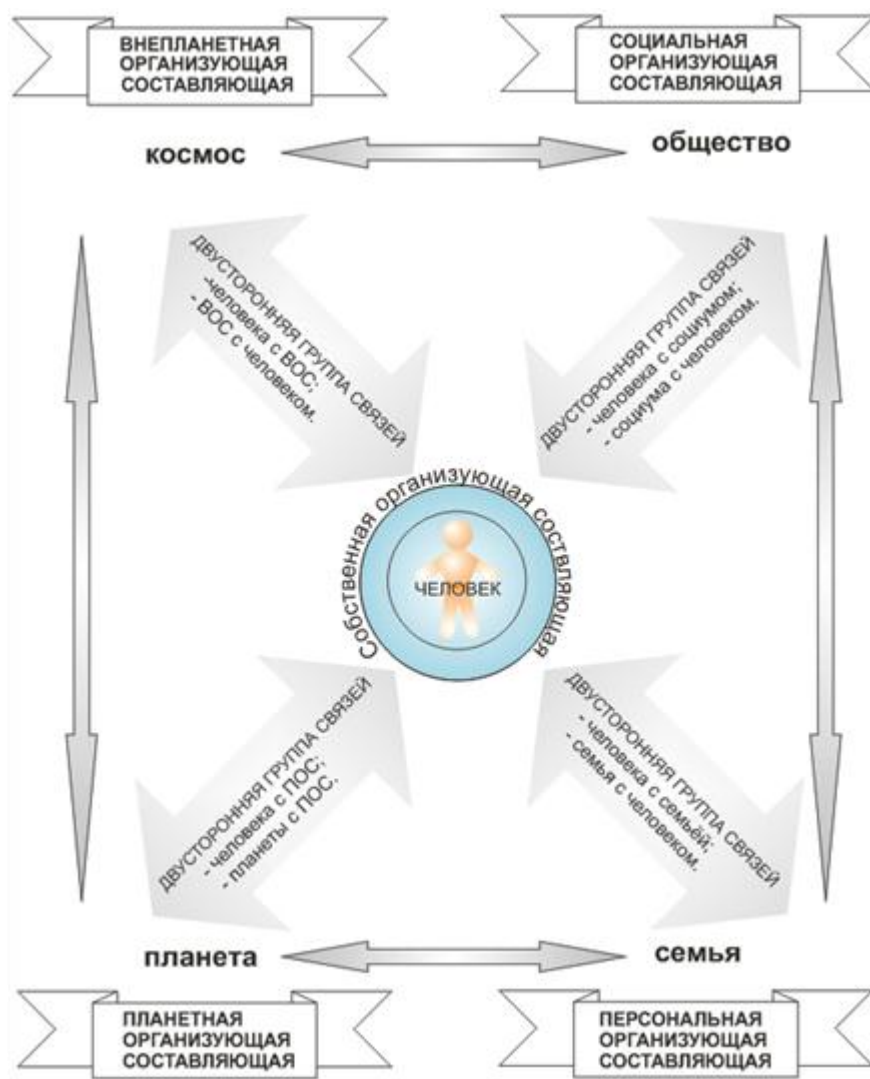 ВНЕПЛАНЕТНАЯ
ОРГАНИЗУЮЩАЯ
СОСТАВЛЯЮЩАЯ
СОЦИАЛЬНАЯ
ОРГАНИЗУЮЩАЯ
СОСТАВЛЯЮЩАЯ
космос
общество
ДВУСТОРОННЯЯ ГРУППА СВЯЗЕЙ
-человека с ВОС;
- ВОС с человеком.
ДВУСТОРОННЯЯ ГРУППА СВЯЗЕЙ
- человека с социумом;
- социума с человеком.
Собственная организующая соствляющая
ЧЕЛОВЕК
ДВУСТОРОННЯЯ ГРУППА СВЯЗЕЙ
- человека с ПОС;
- планеты с ПОС.
ДВУСТОРОННЯЯ ГРУППА СВЯЗЕЙ
- человека с семьёй;
- семья с человеком.
планета
семья
ПЛАНЕТНАЯ
ОРГАНИЗУЮЩАЯ
СОСТАВЛЯЮЩАЯ
ПЕРСОНАЛЬНАЯ
ОРГАНИЗУЮЩАЯ
СОСТАВЛЯЮЩАЯ